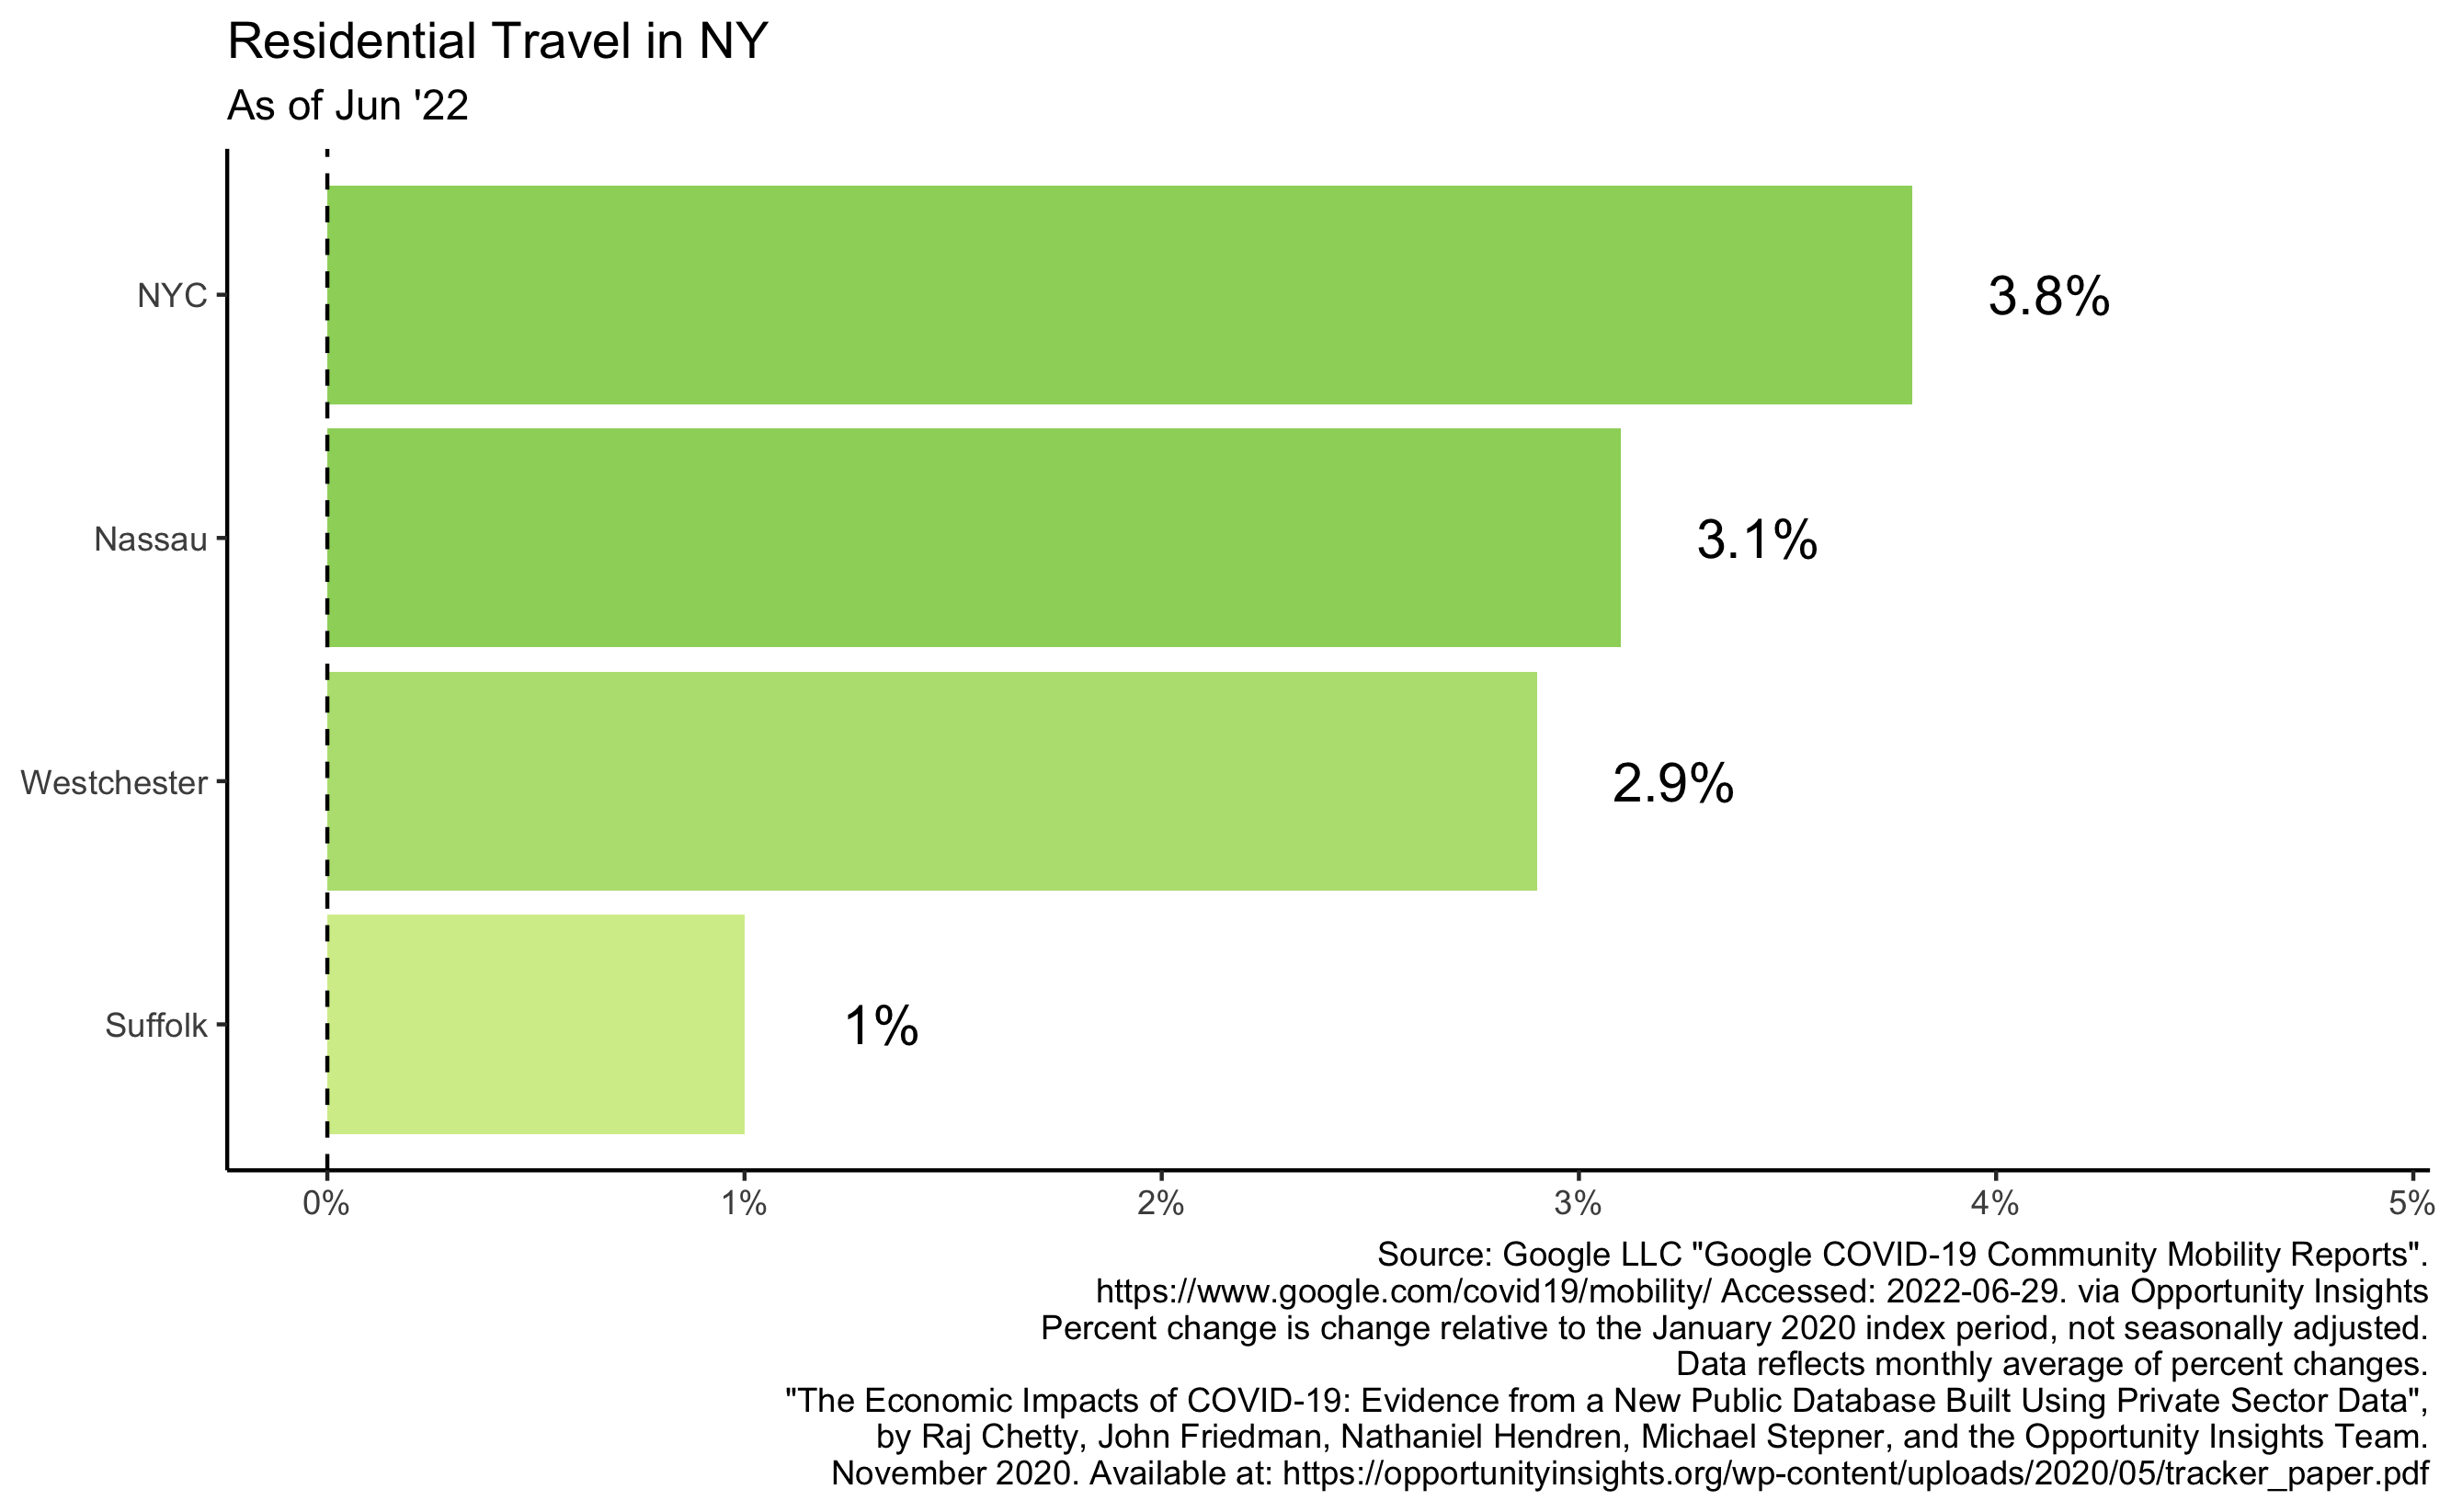 Residential Travel in NY
As of Jun '22
NYC
3.8%
Nassau
3.1%
Westchester
2.9%
Suffolk
1%
0% 1% 2% 3% 4% 5%
Source: Google LLC "Google COVID-19 Community Mobility Reports".
https://www.google.com/covid19/mobility/ Accessed: 2022-06-29. via Opportunity Insights
Percent change is change relative to the January 2020 index period, not seasonally adjusted.
Data reflects monthly average of percent changes.
"The Economic Impacts of COVID-19: Evidence from a New Public Database Built Using Private Sector Data",
by Raj Chetty, John Friedman, Nathaniel Hendren, Michael Stepner, and the Opportunity Insights Team.
November 2020. Available at: https://opportunityinsights.org/wp-content/uploads/2020/05/tracker_paper.pdf